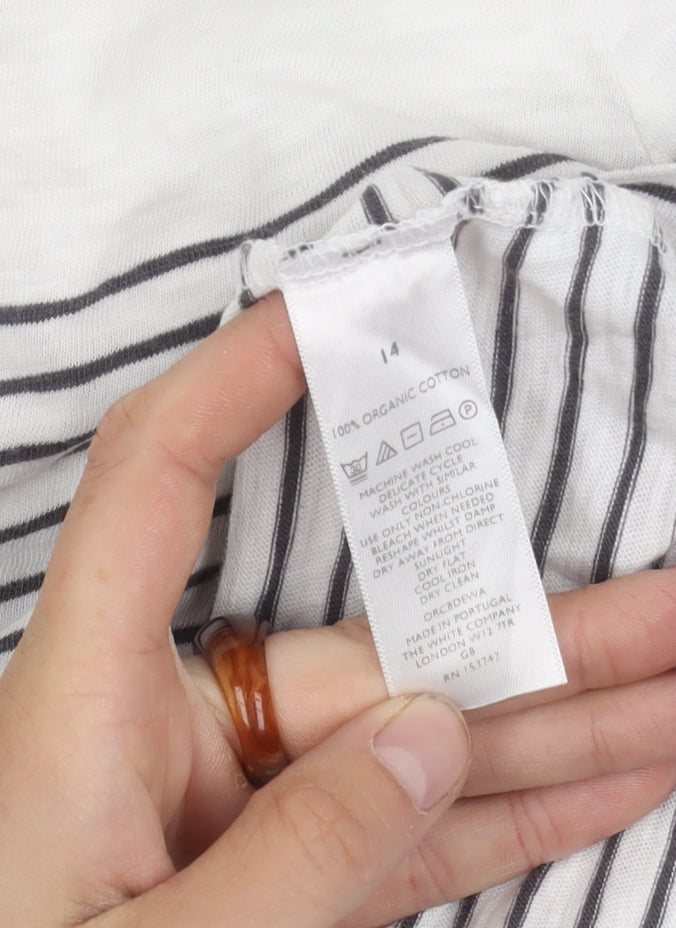 14
100% ORGANIC COTTON
30 P
MACHINE WASH COOL
DELICATE CYCLE
WASH WITH SIMILAR
COLOURS
USE ONLY NON-CHLORINE
BLEACH WHEN NEEDED
RESHAPE WHILST DAMP
DRY AWAY FROM DIRECT
SUNLIGHT
DRY FLAT
COOL IRON
DRY CLEAN
ORCBDEWA
MADE IN PORTUGAL
THE WHITE COMPANY
LONDON W12 7FR
GB
RN 153242